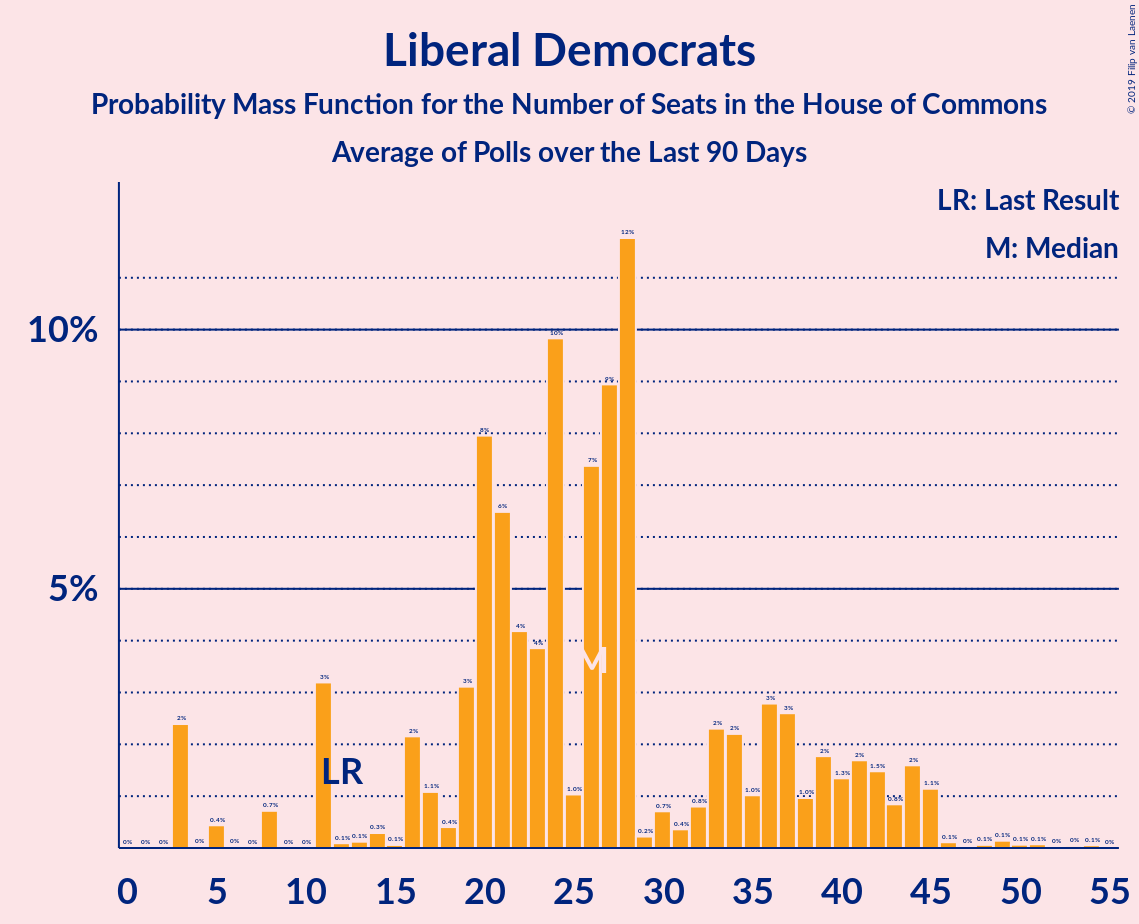 Liberal Democrats
Probability Mass Function for the Number of Seats in the House of Commons
Average of Polls over the Last 90 Days
© 2019 Filip van Laenen
LR: Last Result
M: Median
10%
5%
0% 0% 0% 2% 0% 0.4% 0% 0% 0.7% 0% 0% 3% 0.1% 0.1% 0.3% 0.1% 2% 1.1% 0.4% 3% 8% 6% 4% 4% 10% 1.0% 7% 9% 12% 0.2% 0.7% 0.4% 0.8% 2% 2% 1.0% 3% 3% 1.0% 2% 1.3% 2% 1.5% 0.8% 2% 1.1% 0.1% 0% 0.1% 0.1% 0.1% 0.1% 0% 0% 0.1% 0%
LR
M
0 5 10 15 20 25 30 35 40 45 50 55